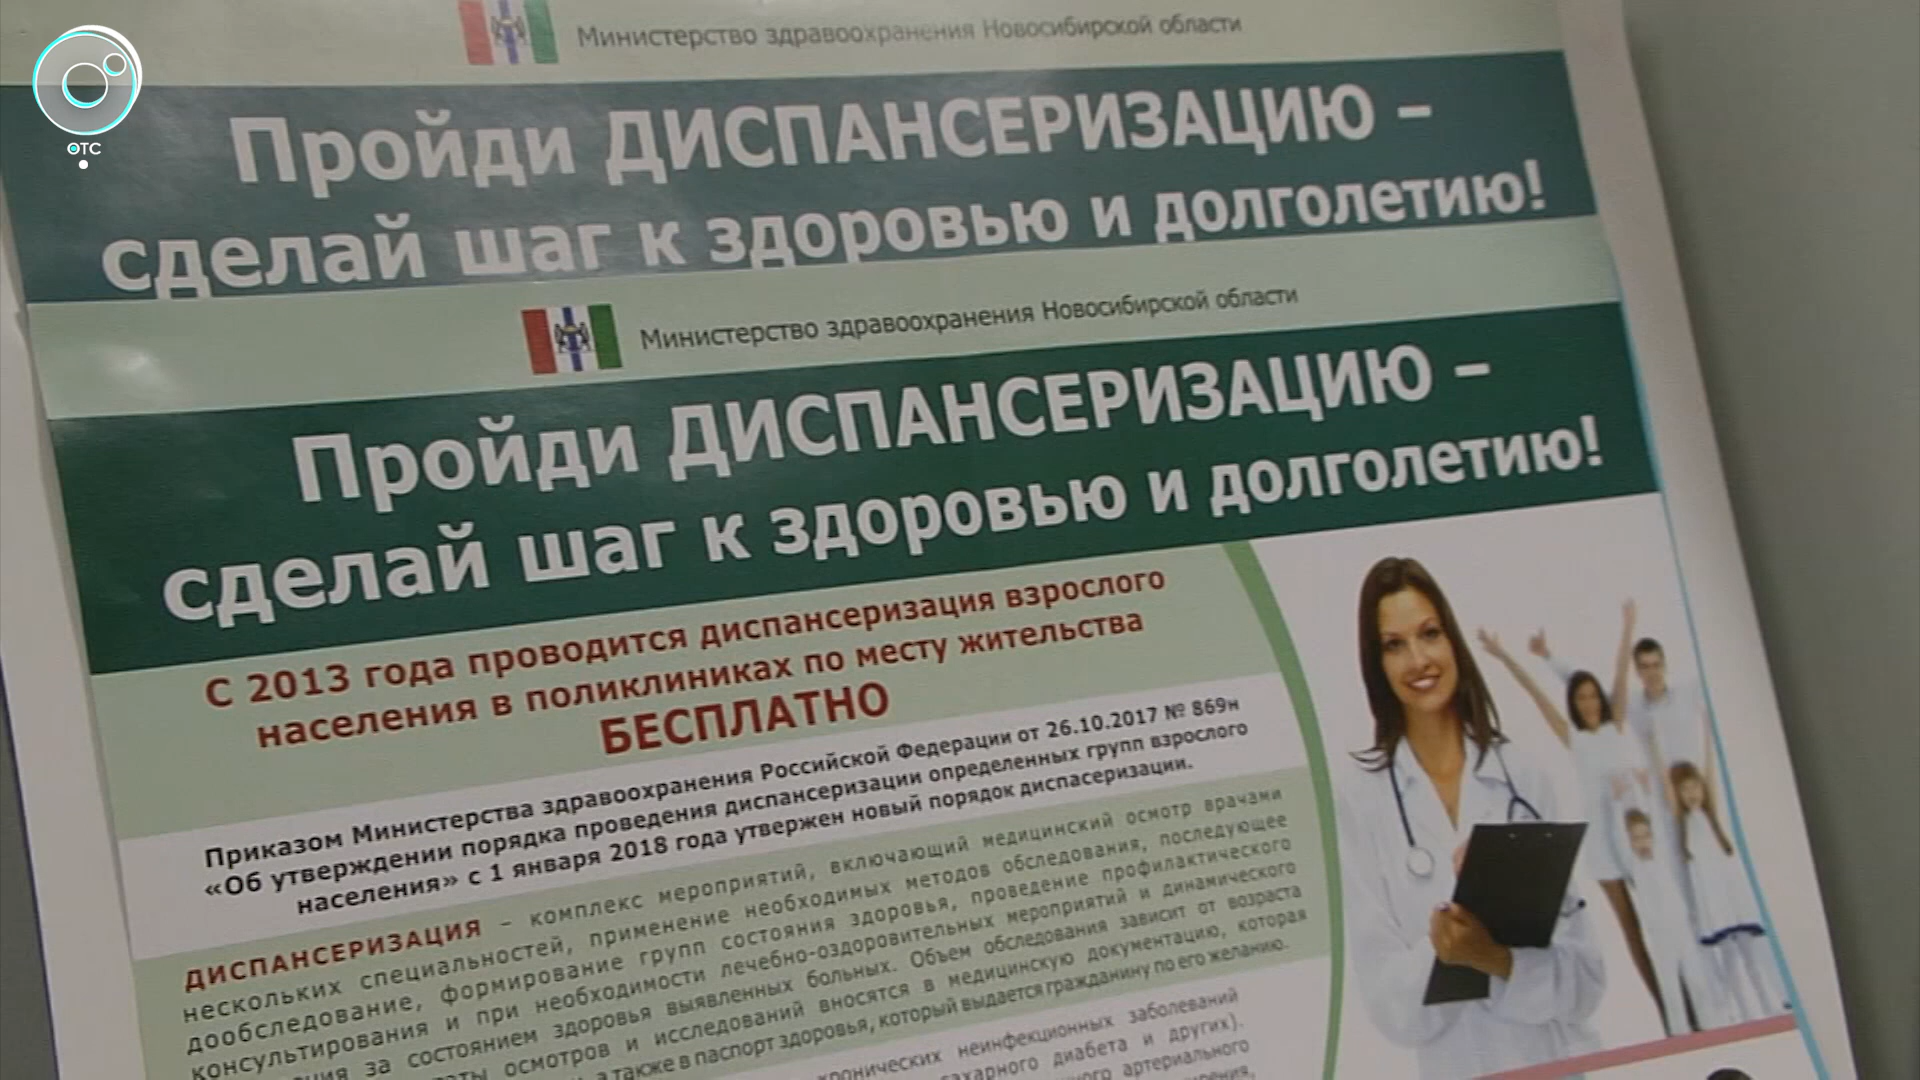 ОТС
Министерство здравоохранения Новосибирской области
Пройди ДИСПАНСЕРИЗАЦИЮ –
сделай шаг к здоровью и долголетию!
Министерство здравоохранения Новосибирской области
Пройди ДИСПАНСЕРИЗАЦИЮ –
сделай шаг к здоровью и долголетию!
С 2013 года проводится диспансеризация взрослого
населения в поликлиниках по месту жительства
БЕСПЛАТНО
Приказом Министерства здравоохранения Российской Федерации от 26.10.2017 № 869н
«Об утверждении порядка проведения диспансеризации определенных групп взрослого
населения» с 1 января 2018 года утвержен новый порядок диспасеризации.
ДИСПАНСЕРИЗАЦИЯ – комплекс мероприятий, включающий медицинский осмотр врачами
нескольких специальностей, применение необходимых методов обследования, последующее
дообследование, формирование групп состояния здоровья, проведение профилактического
консультирования и при необходимости лечебно-оздоровительных мероприятий и динамического
за состоянием здоровья выявленных больных. Объем обследования зависит от возраста
осмотров и исследований вносятся в медицинскую документацию, которая
а также в паспорт здоровья, который выдается гражданину по его желанию.
хронических неинфекционных заболеваний
сахарного диабета и других).
артериального